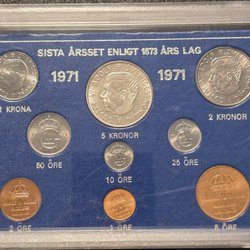 SISTA ÅRSSET ENLIGT 1873 ÅRS LAG
1971 1971
1 KRONA 5 KRONOR 2 KRONOR
50 ÖRE 25 ÖRE
10 ÖRE
2 ÖRE 1 ÖRE 5 ÖRE